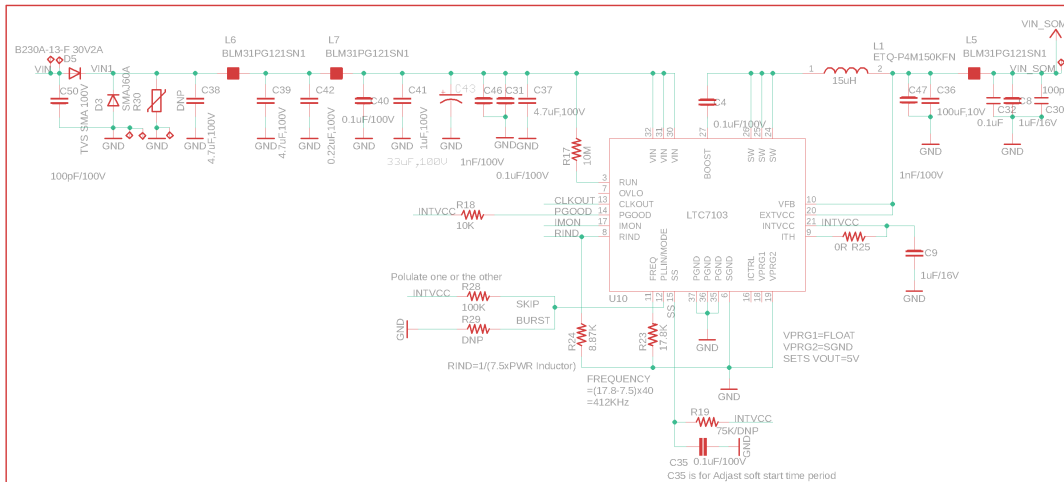 B230A-13-F 30V2A
D5
VIN
VIN1
C50
100pF/100V
TVS SMA 100V
D3
SMAJ60A
R30
DNP
GND
GND
C38
4.7uF,100V
GND
L6
BLM31PG121SN1
C39
4.7uF,100V
GND
C42
0.22uF,100V
GND
L7
BLM31PG121SN1
C40
0.1uF/100V
GND
C41
1uF,100V
GND
C43
33uF,100V
GND
C46
1nF/100V
C31
0.1uF/100V
GND
C37
4.7uF,100V
GND
R17
10M
C4
0.1uF/100V
L1
ETQ-P4M150KFN
1
15uH
2
L5
BLM31PG121SN1
VIN_SOM
VIN_SOM
C47
1nF/100V
C36
100uF,10V
GND
C32
0.1uF
C8
1uF/16V
GND
100p
C30
32
31
30
27
26
25
24
VIN
VIN
VIN
BOOST
SW
SW
SW
3
RUN
7
OVLO
CLKOUT
13
CLKOUT
PGOOD
14
PGOOD
IMON
17
IMON
RIND
8
RIND
LTC7103
VFB
10
EXTVCC
20
INTVCC
21
INTVCC
ITH
9
0R
R25
C9
1uF/16V
GND
INTVCC
R18
10K
FREQ
PLLIN/MODE
SS
PGND
PGND
PGND
SGND
ICTRL
VPRG1
VPRG2
11
12
15
37
36
35
6
16
18
19
U10
SS
GND
Polulate one or the other
INTVCC
R28
100K
SKIP
GND
R29
DNP
BURST
R24
8.87K
R23
17.8K
RIND=1/(7.5xPWR Inductor)
FREQUENCY
=(17.8-7.5)x40
=412KHz
VPRG1=FLOAT
VPRG2=SGND
SETS VOUT=5V
GND
R19
INTVCC
75K/DNP
GND
C35
0.1uF/100V
C35 is for Adjast soft start time period